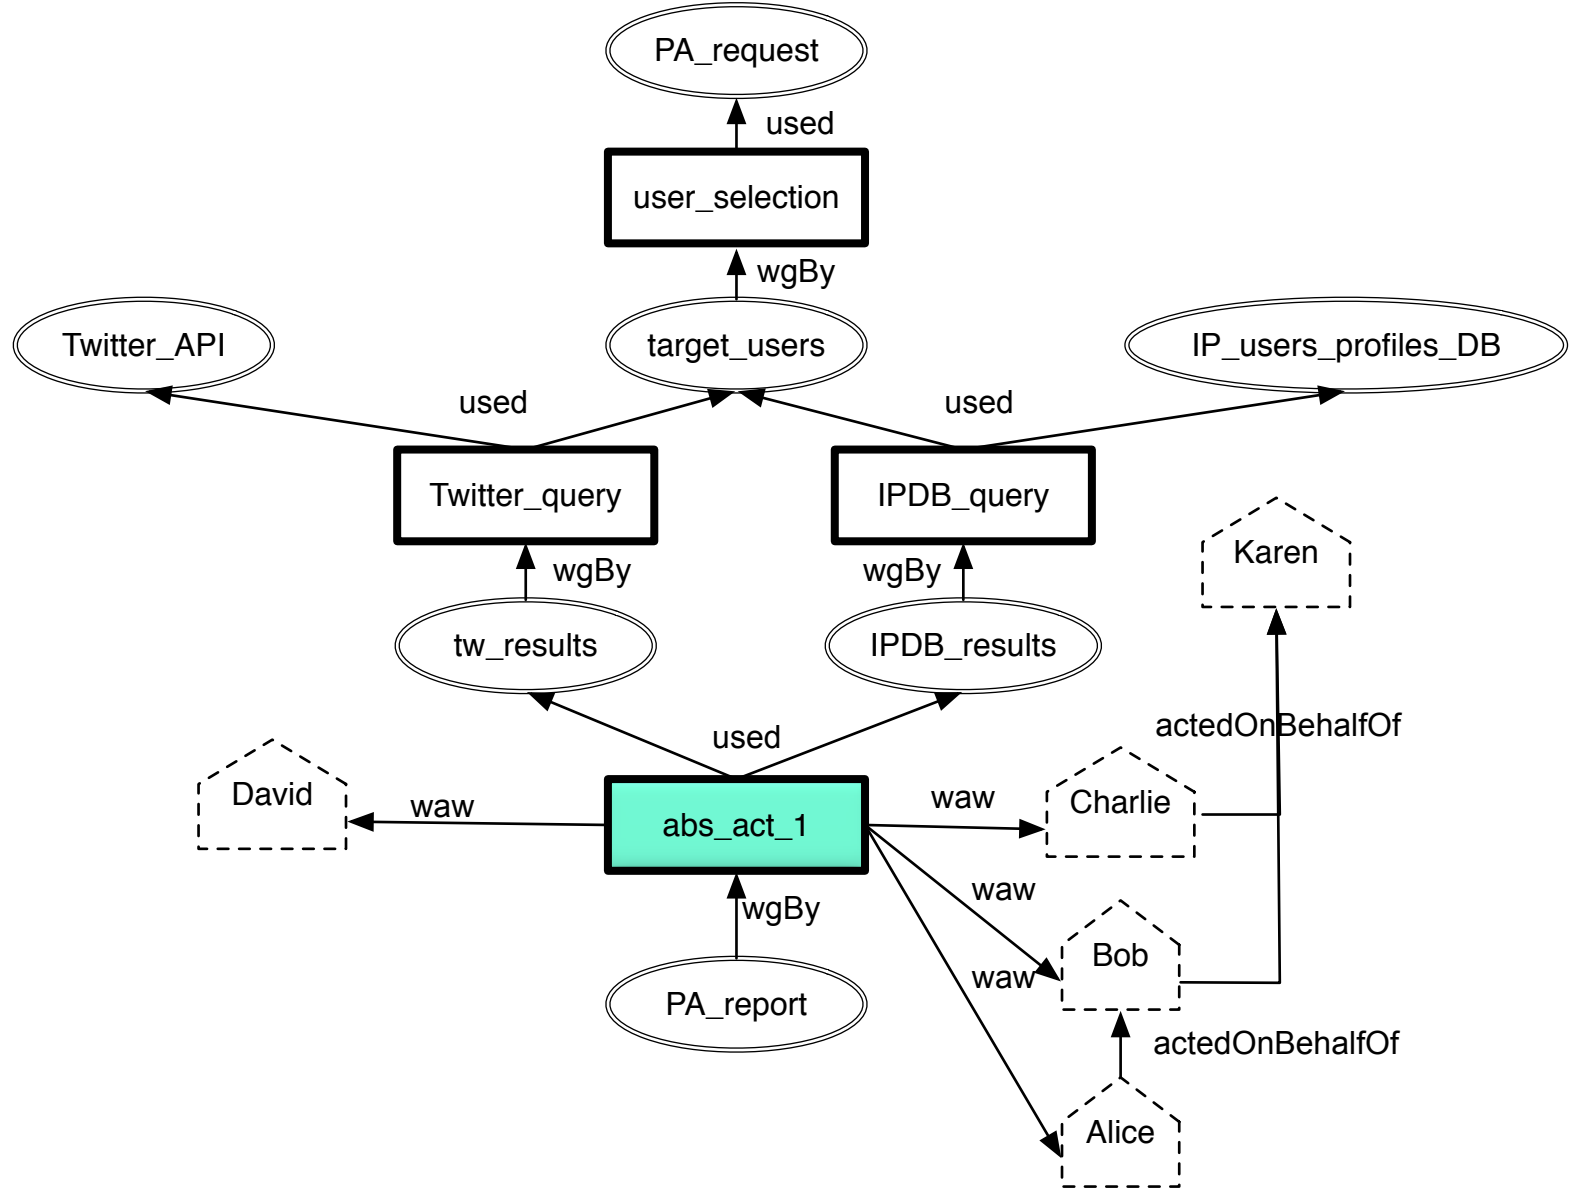 PA_request
used
user_selection
wgBy
Twitter_API
target_users
IP_users_profiles_DB
used
used
Twitter_query
IPDB_query
Karen
wgBy
wgBy
tw_results
IPDB_results
actedOnBehalfOf
used
David
waw
abs_act_1
waw
Charlie
wgBy
waw
Bob
waw
PA_report
actedOnBehalfOf
Alice